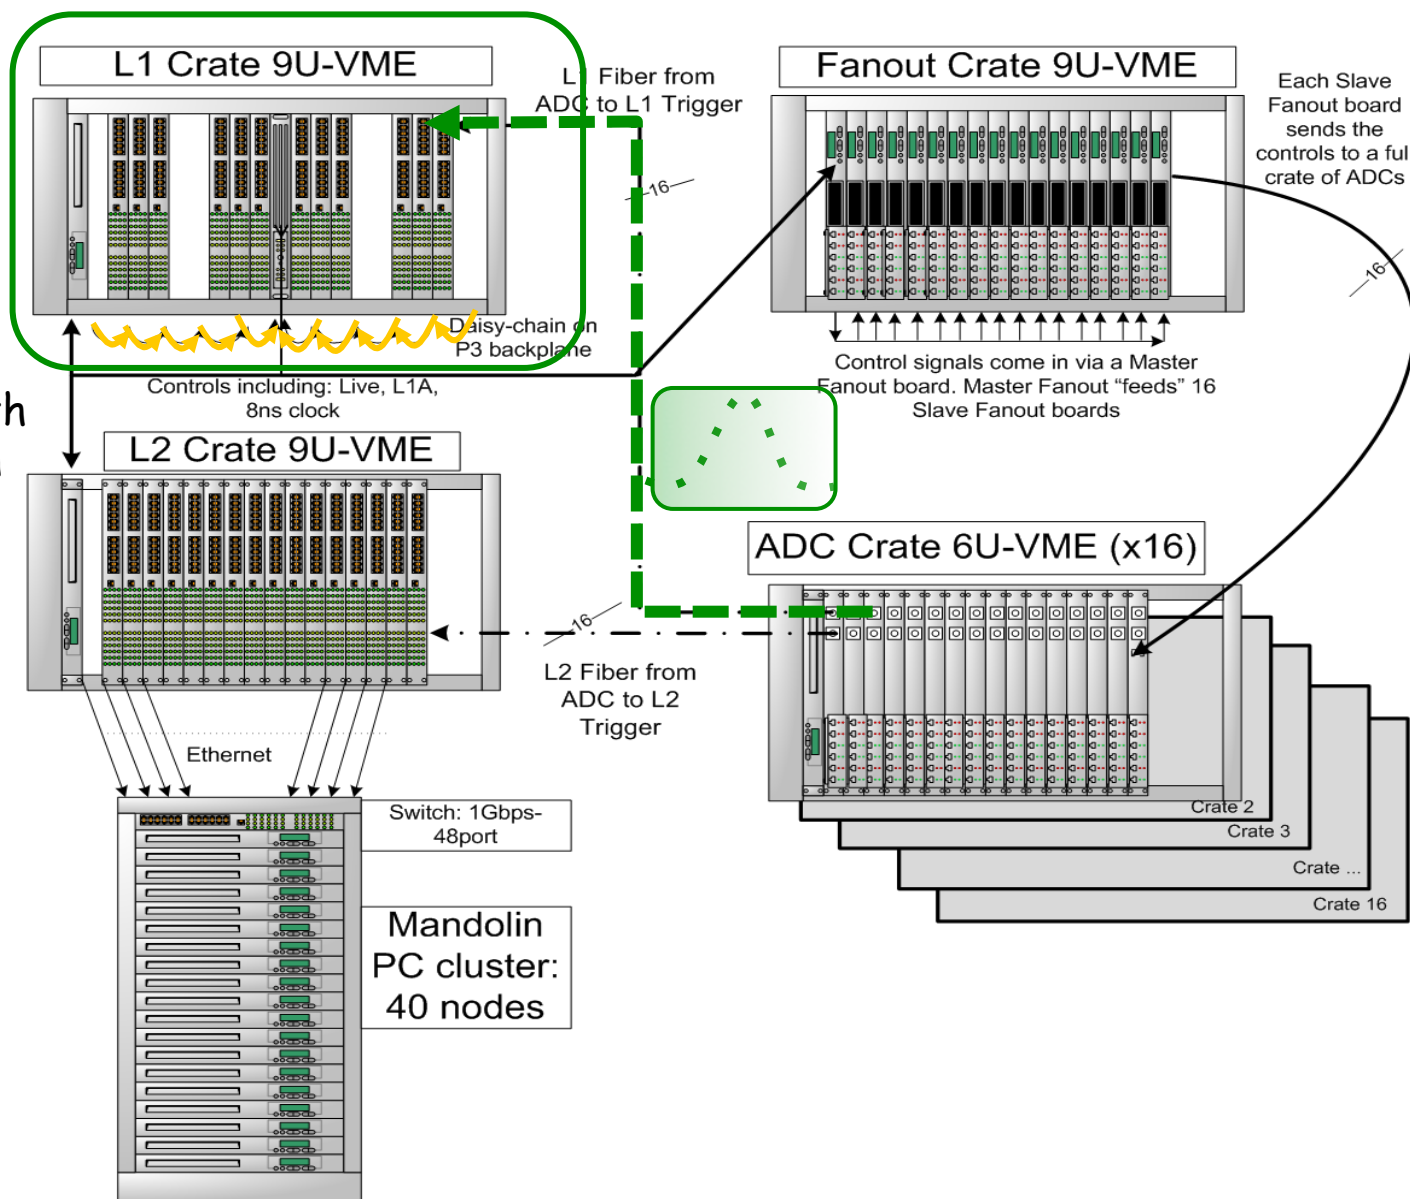 L1 Crate 9U-VME
L1 Fiber from
ADC to L1 Trigger
16
Daisy-chain on
P3 backplane
Controls including: Live, L1A,
8ns clock
Fanout Crate 9U-VME
Each Slave
Fanout board
sends the
controls to a ful
crate of ADCs
16
Control signals come in via a Master
Fanout board. Master Fanout “feeds” 16
Slave Fanout boards
L2 Crate 9U-VME
16
L2 Fiber from
ADC to L2
Trigger
ADC Crate 6U-VME (x16)
Crate 2
Crate 3
Crate ...
Crate 16
Ethernet
Switch: 1Gbps-
48port
Mandolin
PC cluster:
40 nodes